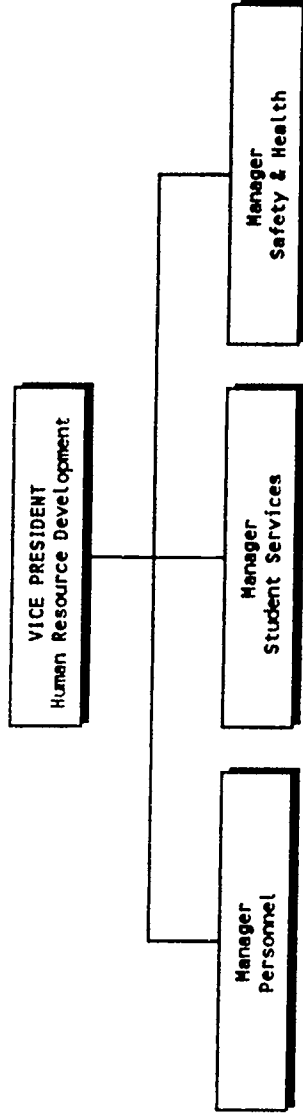 VICE PRESIDENT
Human Resource Development
Manager
Personnel
Manager
Student Services
Manager
Safety & Health